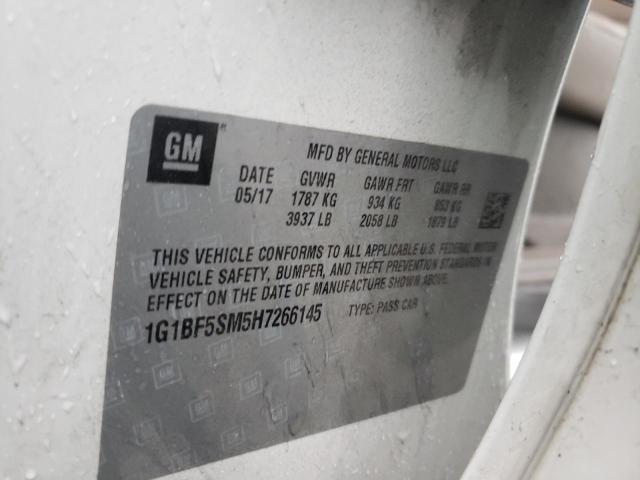 GM
MFD BY GENERAL MOTORS LLC
DATE GVWR GAWR FRT GAWR RR
05/17 1787 KG 934 KG 853 KG
3937 LB 2058 LB 1879 LB
THIS VEHICLE CONFORMS TO ALL APPLICABLE U.S. FEDERAL MOTOR
VEHICLE SAFETY, BUMPER, AND THEFT PREVENTION STANDARDS IN
EFFECT ON THE DATE OF MANUFACTURE SHOWN ABOVE.
1G1BF5SM5H7266145 TYPE: PASS CAR